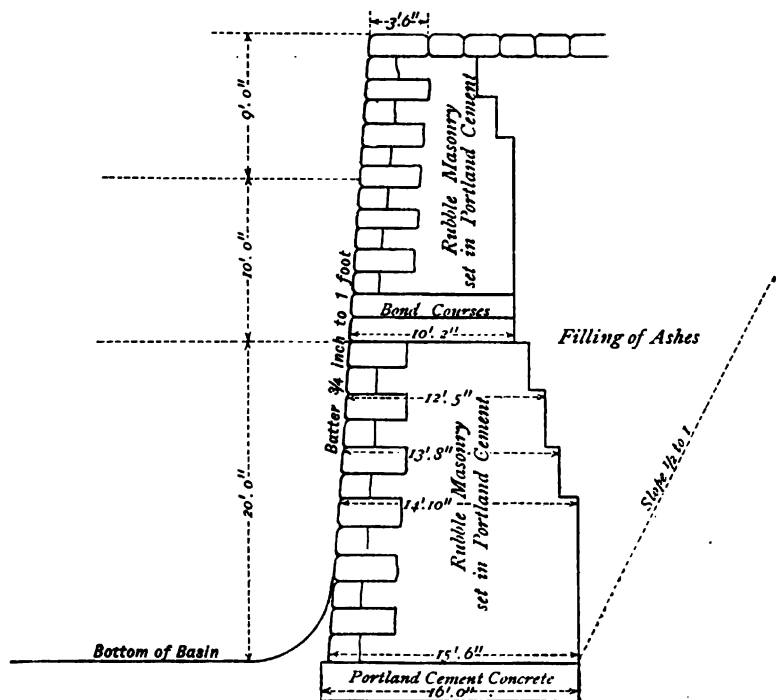 3'.6"
9'.0"
Rubble Masonry
set in Portland Cement
10'.0"
Batter 3/4 inch to 1 foot
Bond Courses
10'.2"
Filling of Ashes
12'.5"
13'.8"
14'.10"
20'.0"
Rubble Masonry
set in Portland Cement
Slope 1/2 to 1
Bottom of Basin
15'.6"
Portland Cement Concrete
16'.0"